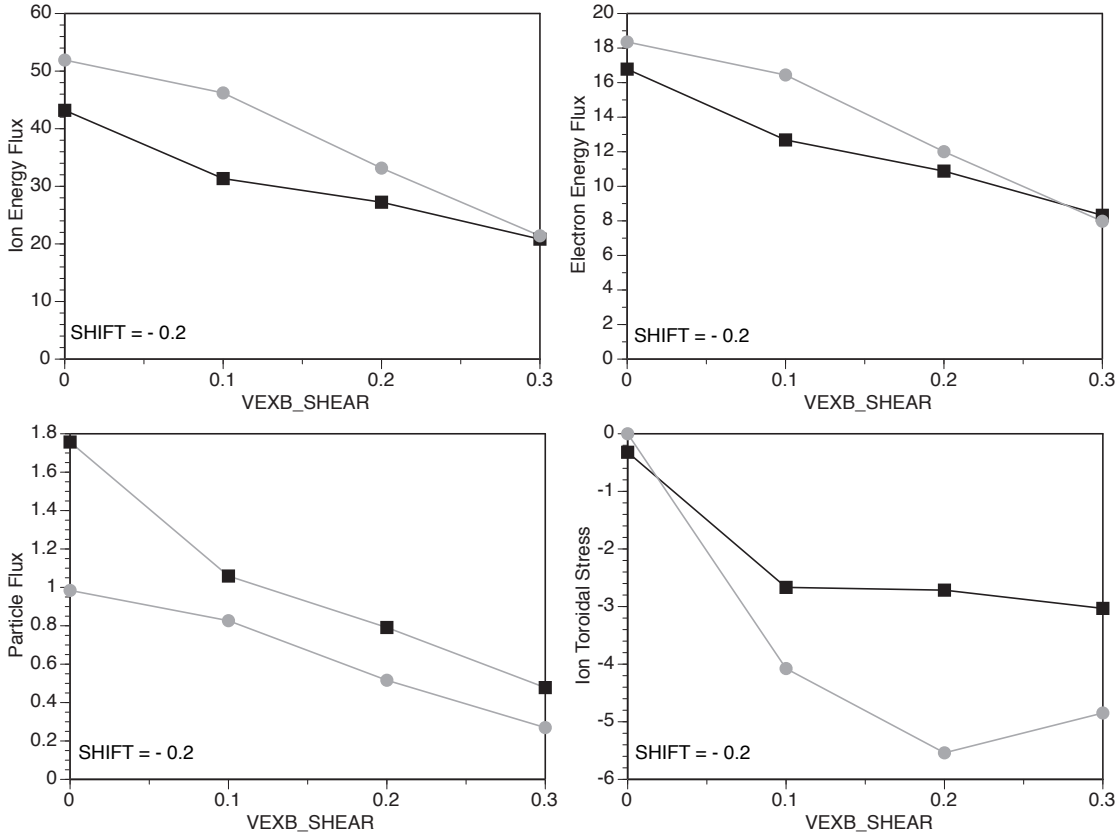 60
50
40
30
20
10
0
Ion Energy Flux
SHIFT = - 0.2
0 0.1 0.2 0.3
VEXB_SHEAR
20
18
16
14
12
10
8
6
4
2
0
Electron Energy Flux
SHIFT = - 0.2
0 0.1 0.2 0.3
VEXB_SHEAR
1.8
1.6
1.4
1.2
1
0.8
0.6
0.4
0.2
0
Particle Flux
SHIFT = - 0.2
0 0.1 0.2 0.3
VEXB_SHEAR
0
-1
-2
-3
-4
-5
-6
Ion Toroidal Stress
SHIFT = - 0.2
0 0.1 0.2 0.3
VEXB_SHEAR